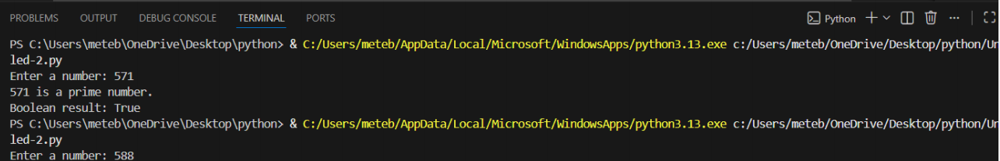 PROBLEMS OUTPUT DEBUG CONSOLE TERMINAL PORTS Python
PS C:\Users\meteb\OneDrive\Desktop\python> & C:/Users/meteb/AppData/Local/Microsoft/WindowsApps/python3.13.exe c:/Users/meteb/OneDrive/Desktop/python/Un
led-2.py
Enter a number: 571
571 is a prime number.
Boolean result: True
PS C:\Users\meteb\OneDrive\Desktop\python> & C:/Users/meteb/AppData/Local/Microsoft/WindowsApps/python3.13.exe c:/Users/meteb/OneDrive/Desktop/python/Un
led-2.py
Enter a number: 588